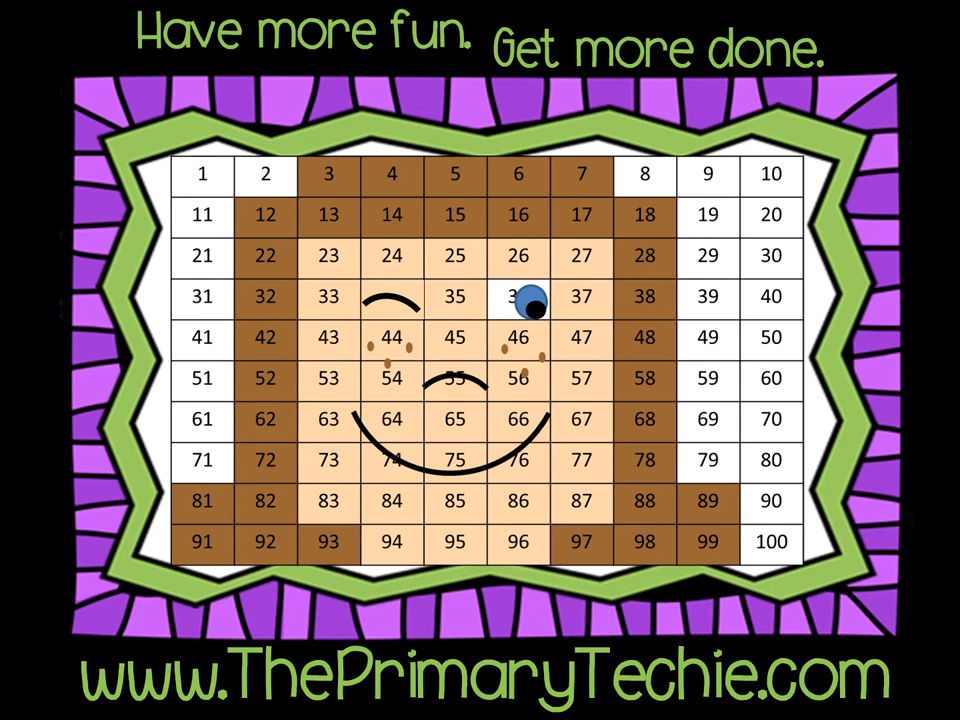 Have more fun. Get more done.
1 2 3 4 5 6 7 8 9 10
11 12 13 14 15 16 17 18 19 20
21 22 23 24 25 26 27 28 29 30
31 32 33 35 37 38 39 40
41 42 43 44 45 46 47 48 49 50
51 52 53 54 55 56 57 58 59 60
61 62 63 64 65 66 67 68 69 70
71 72 73 74 75 76 77 78 79 80
81 82 83 84 85 86 87 88 89 90
91 92 93 94 95 96 97 98 99 100
www.ThePrimaryTechie.com